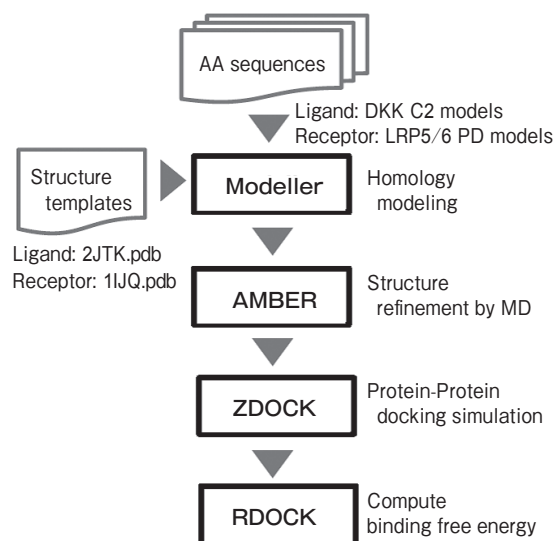 AA sequences
Ligand: DKK C2 models
Receptor: LRP5/6 PD models
Structure
templates
Modeller
Homology
modeling
Ligand: 2JTK.pdb
Receptor: 1IJQ.pdb
AMBER
Structure
refinement by MD
ZDOCK
Protein-Protein
docking simulation
RDOCK
Compute
binding free energy